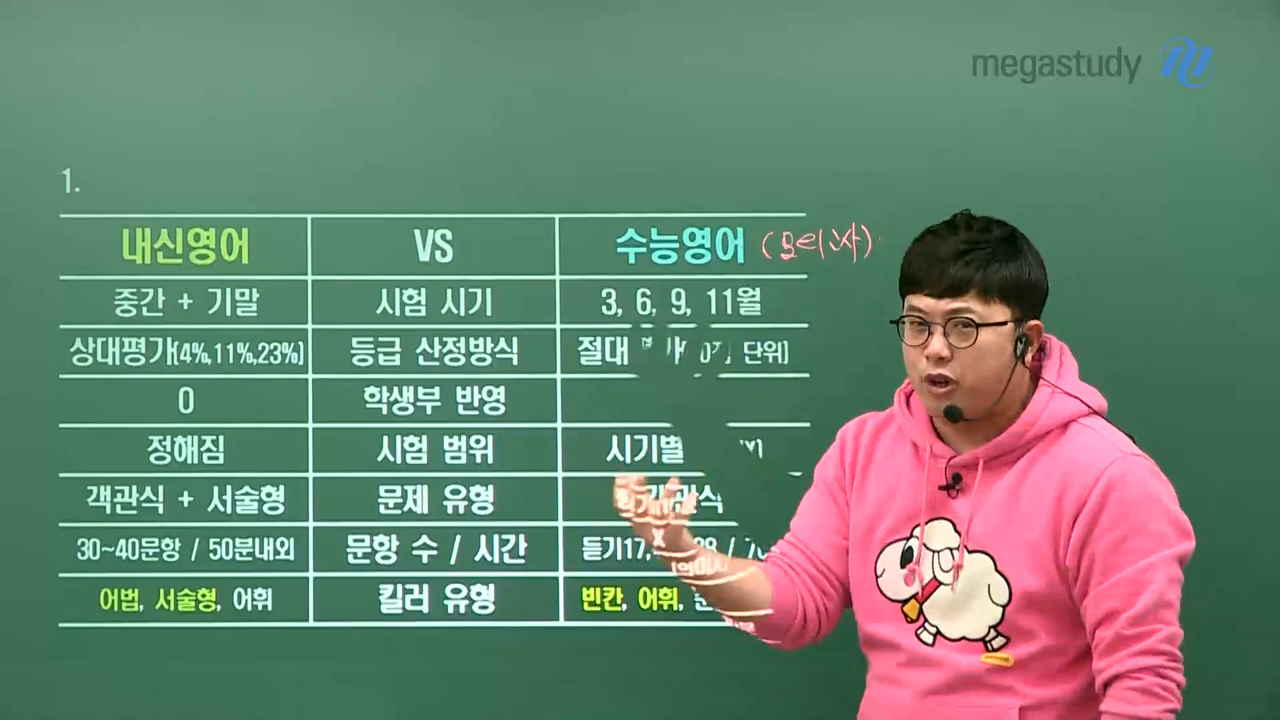 megastudy
1.
내신영어 VS 수능영어 (모의고사)
중간 + 기말 시험 시기 3, 6, 9, 11월
상대평가(4%,11%,23%) 등급 산정방식 절대 단위)
0 학생부 반영
정해짐 시험 범위 시기별
객관식 + 서술형 문제 유형
30~40문항 / 50분내외 문항 수 / 시간 듣기17,
어법, 서술형, 어휘 킬러 유형 빈칸, 어휘,